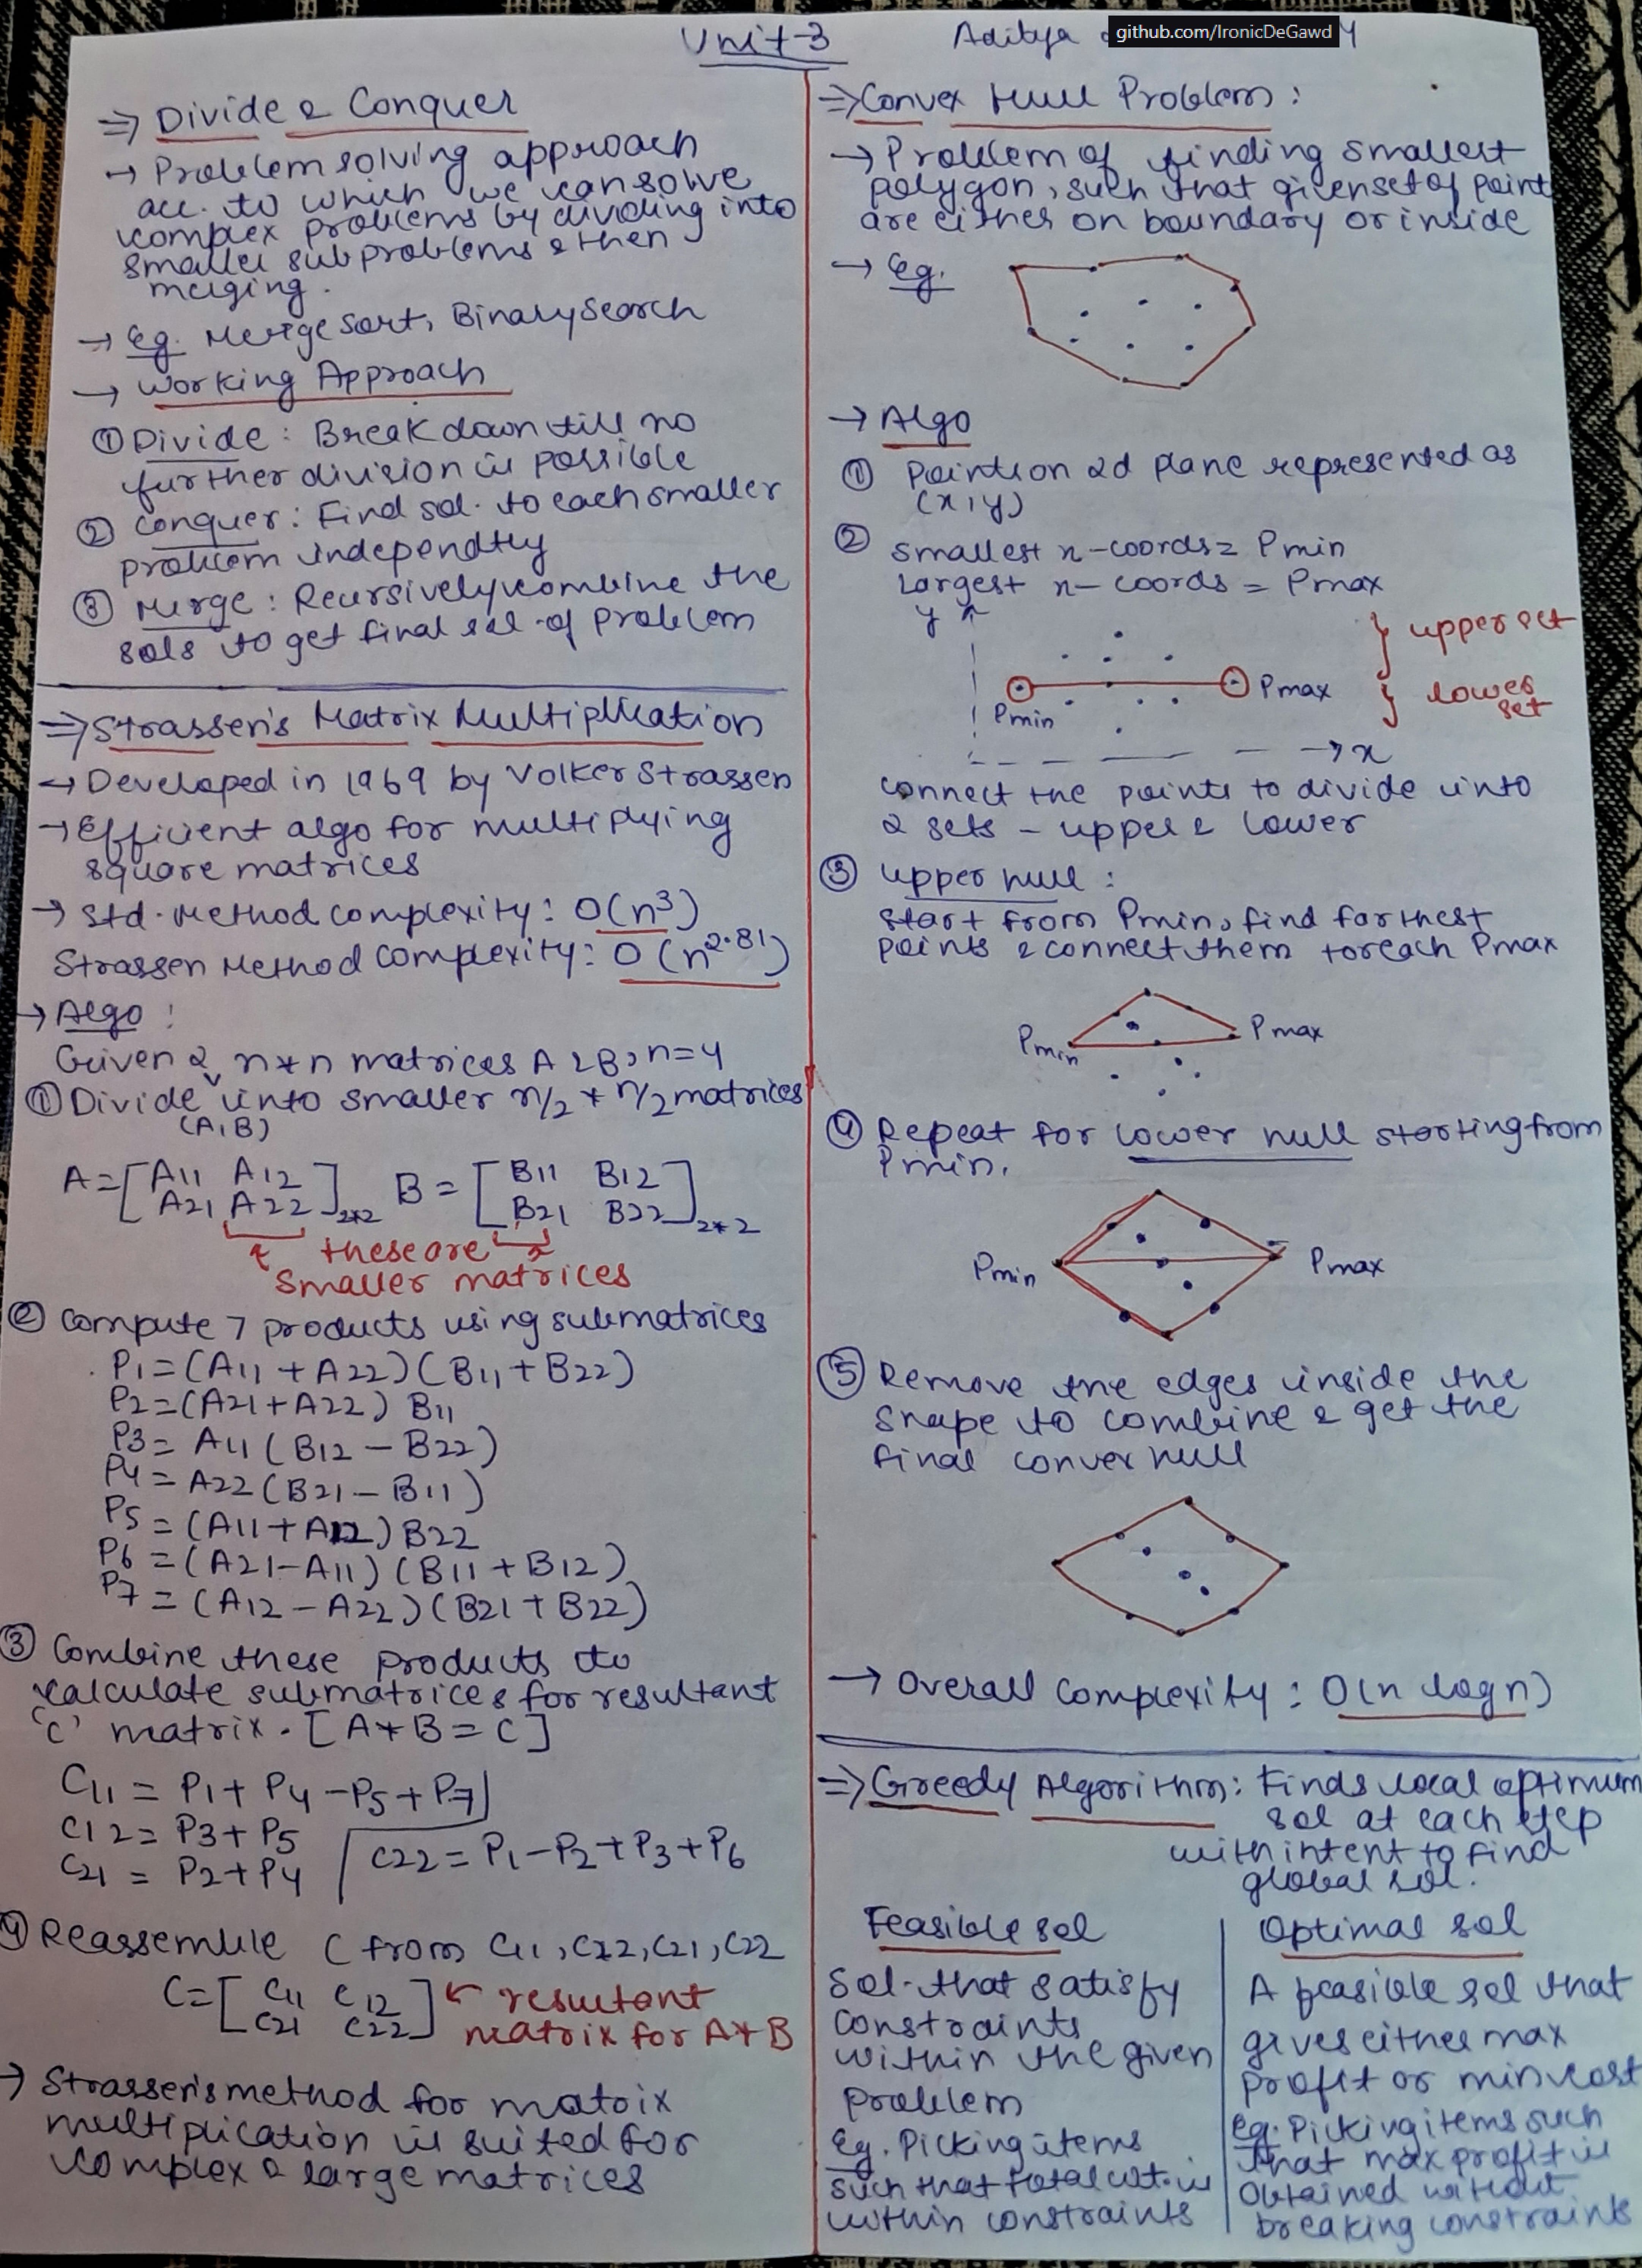 Unit-3
Aditya
github.com/IronicDeGawd
⇒ Divide & Conquer
→ Problem solving approach
acc. to which we can solve
complex problems by dividing into
smaller subproblems & then
merging.
→ Eg. Merge Sort, Binary Search
→ Working Approach
① Divide: Break down till no
further division is possible
② Conquer: Find sol. to each smaller
problem independtly
③ Merge: Recursively combine the
sols to get final sol of problem
⇒ Strassen's Matrix Multiplication
→ Developed in 1969 by Volker Strassen
→ Efficient algo for multiplying
square matrices
→ Std. Method complexity: O(n³)
Strassen Method complexity: O(n^2.81)
→ Algo:
Given 2 n*n matrices A & B, n=4
① Divide into smaller n/2 * n/2 matrices
(A,B)
A = [A11 A12
A21 A22]2*2
B = [B11 B12
B21 B22]2*2
these are
smaller matrices
② Compute 7 products using submatrices
P1 = (A11 + A22)(B11 + B22)
P2 = (A21 + A22) B11
P3 = A11 (B12 – B22)
P4 = A22 (B21 – B11)
P5 = (A11 + A12) B22
P6 = (A21 – A11)(B11 + B12)
P7 = (A12 – A22)(B21 + B22)
③ Combine these products to
calculate submatrices for resultant
'C' matrix. [A*B = C]
C11 = P1 + P4 – P5 + P7
C12 = P3 + P5
C21 = P2 + P4
C22 = P1 – P2 + P3 + P6
④ Reassemble C from C11, C12, C21, C22
C = [C11 C12
C21 C22] ← resultant
matrix for A*B
→ Strassen's method for matrix
multiplication is suited for
complex & large matrices
⇒ Convex Hull Problem:
→ Problem of finding smallest
polygon, such that given set of point
are either on boundary or inside
→ Eg.
→ Algo
① Points on 2d plane represented as
(x,y)
② smallest x-coords = Pmin
Largest x-coords = Pmax
y
upper set
Pmin
Pmax
lower
set
→ x
connect the points to divide into
2 sets – upper & lower
③ upper hull:
start from Pmin, find farthest
points & connect them to reach Pmax
Pmin
Pmax
④ Repeat for lower hull starting from
Pmin.
Pmin
Pmax
⑤ Remove the edges inside the
shape to combine & get the
final convex hull
→ Overall Complexity: O(n log n)
⇒ Greedy Algorithm: Finds local optimum
sol at each step
with intent to find
global sol.
Feasible sol
Sol. that satisfy
constraints
within the given
problem
Eg. Picking items
such that total wt. is
within constraints
Optimal sol
A feasible sol that
gives either max
profit or min cost
Eg. Picking items such
that max profit is
obtained without
breaking constraints